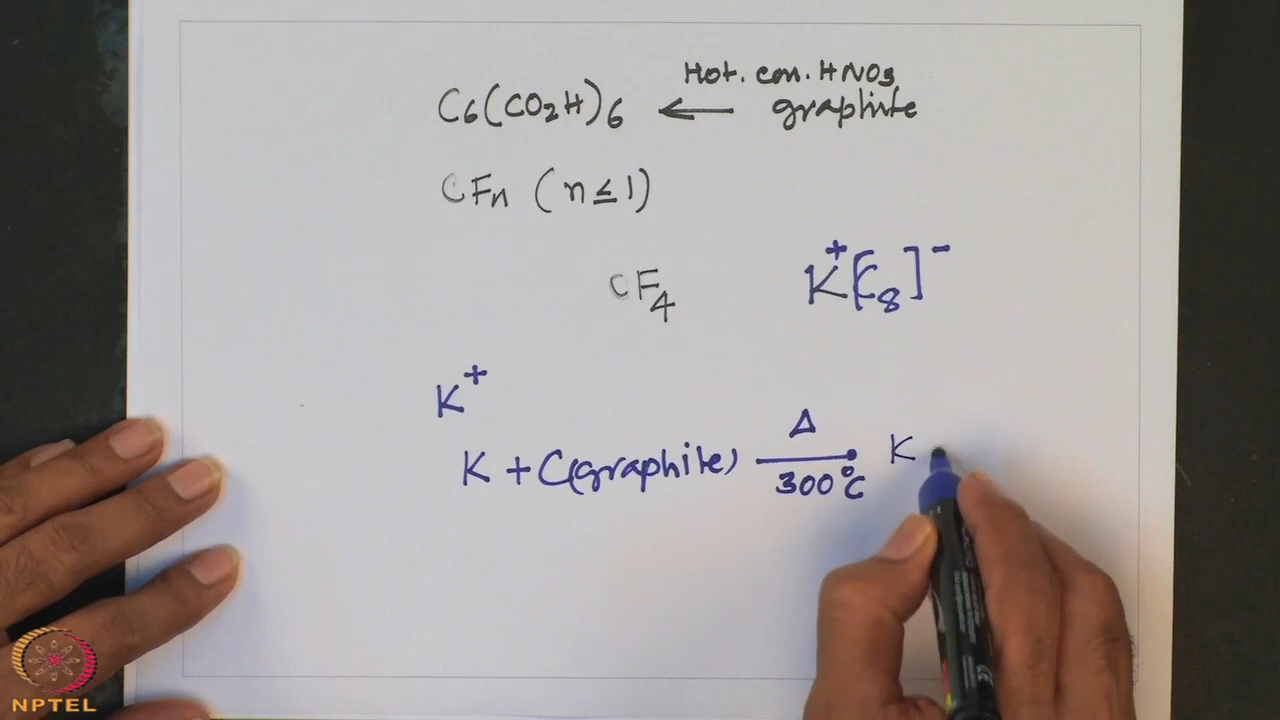 Hot. con. HNO3
C6(CO2H)6 ← graphite
CFn (n ≤ 1)
CF4 K+[C8]-
K+
Δ
K + C(graphite) K
300°C
NPTEL